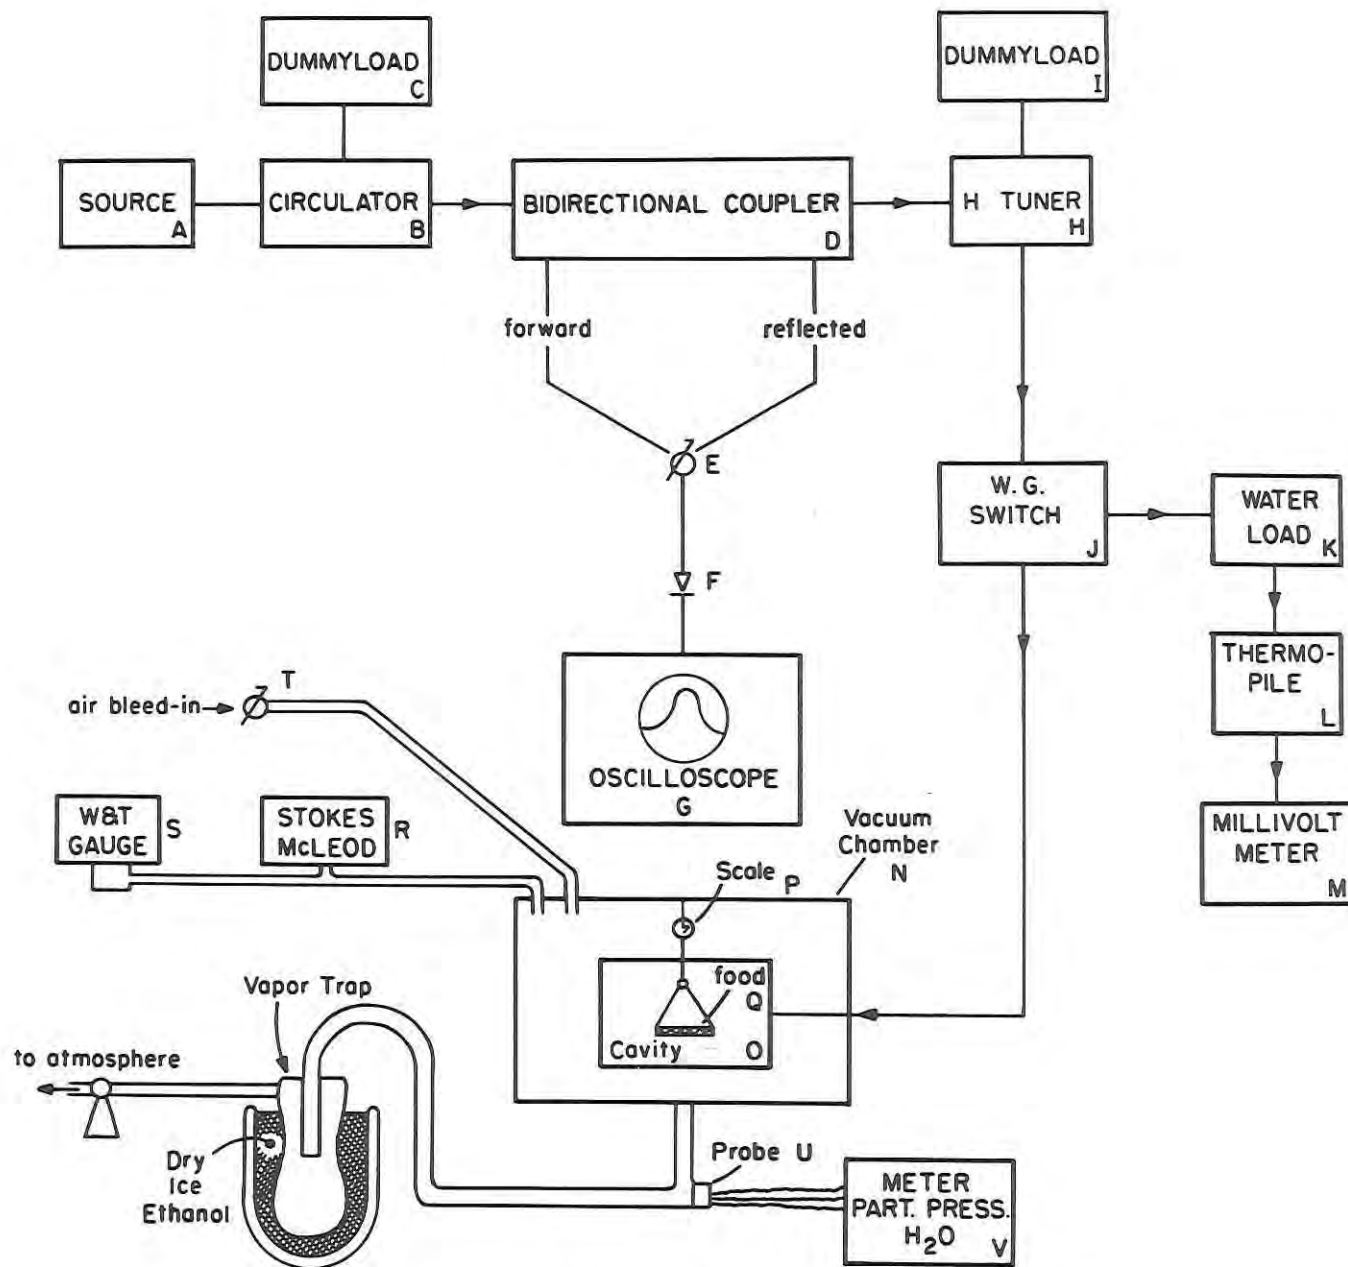 DUMMYLOAD
C
DUMMYLOAD
I
SOURCE
A
CIRCULATOR
B
BIDIRECTIONAL COUPLER
D
H TUNER
H
forward
reflected
E
W. G.
SWITCH
J
WATER
LOAD
K
F
T
air bleed-in
THERMO-
PILE
L
OSCILLOSCOPE
G
W&T
GAUGE
S
STOKES
McLEOD
R
Vacuum
Chamber
N
MILLIVOLT
METER
M
Scale
P
food
Q
Cavity
O
Vapor Trap
to atmosphere
Dry
Ice
Ethanol
Probe U
METER
PART. PRESS.
H₂O
V